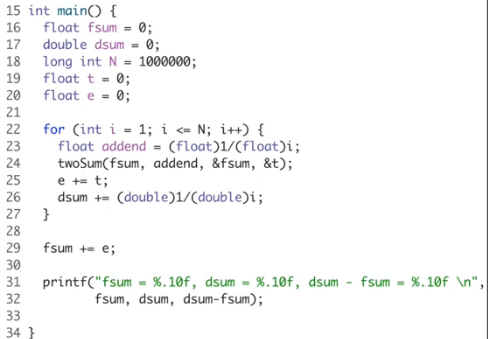 15 int main() {
16   float fsum = 0;
17   double dsum = 0;
18   long int N = 1000000;
19   float t = 0;
20   float e = 0;
21
22   for (int i = 1; i <= N; i++) {
23     float addend = (float)1/(float)i;
24     twoSum(fsum, addend, &fsum, &t);
25     e += t;
26     dsum += (double)1/(double)i;
27   }
28
29   fsum += e;
30
31   printf("fsum = %.10f, dsum = %.10f, dsum - fsum = %.10f \n",
32          fsum, dsum, dsum-fsum);
33
34 }